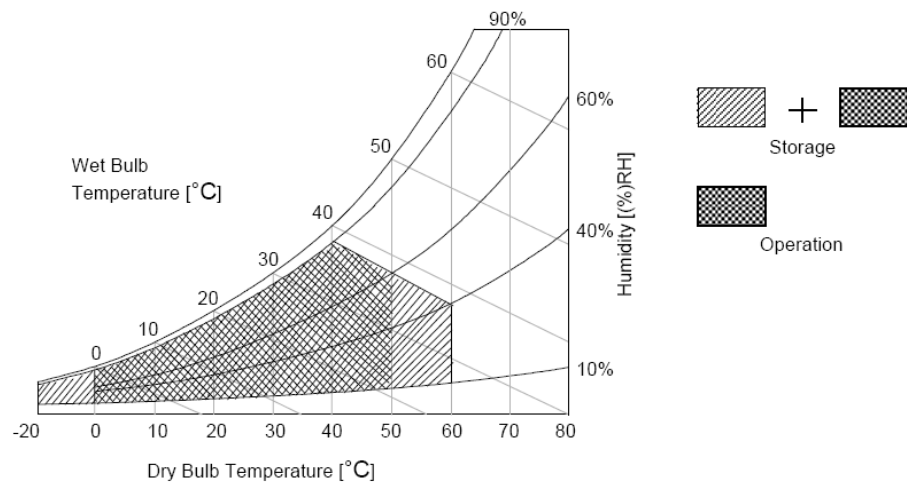 90%
60
60%
50
Wet Bulb
Temperature [°C]
40
40%
30
20
10
0
10%
Humidity [(%)RH]
-20 0 10 20 30 40 50 60 70 80
Dry Bulb Temperature [°C]
+
Storage
Operation